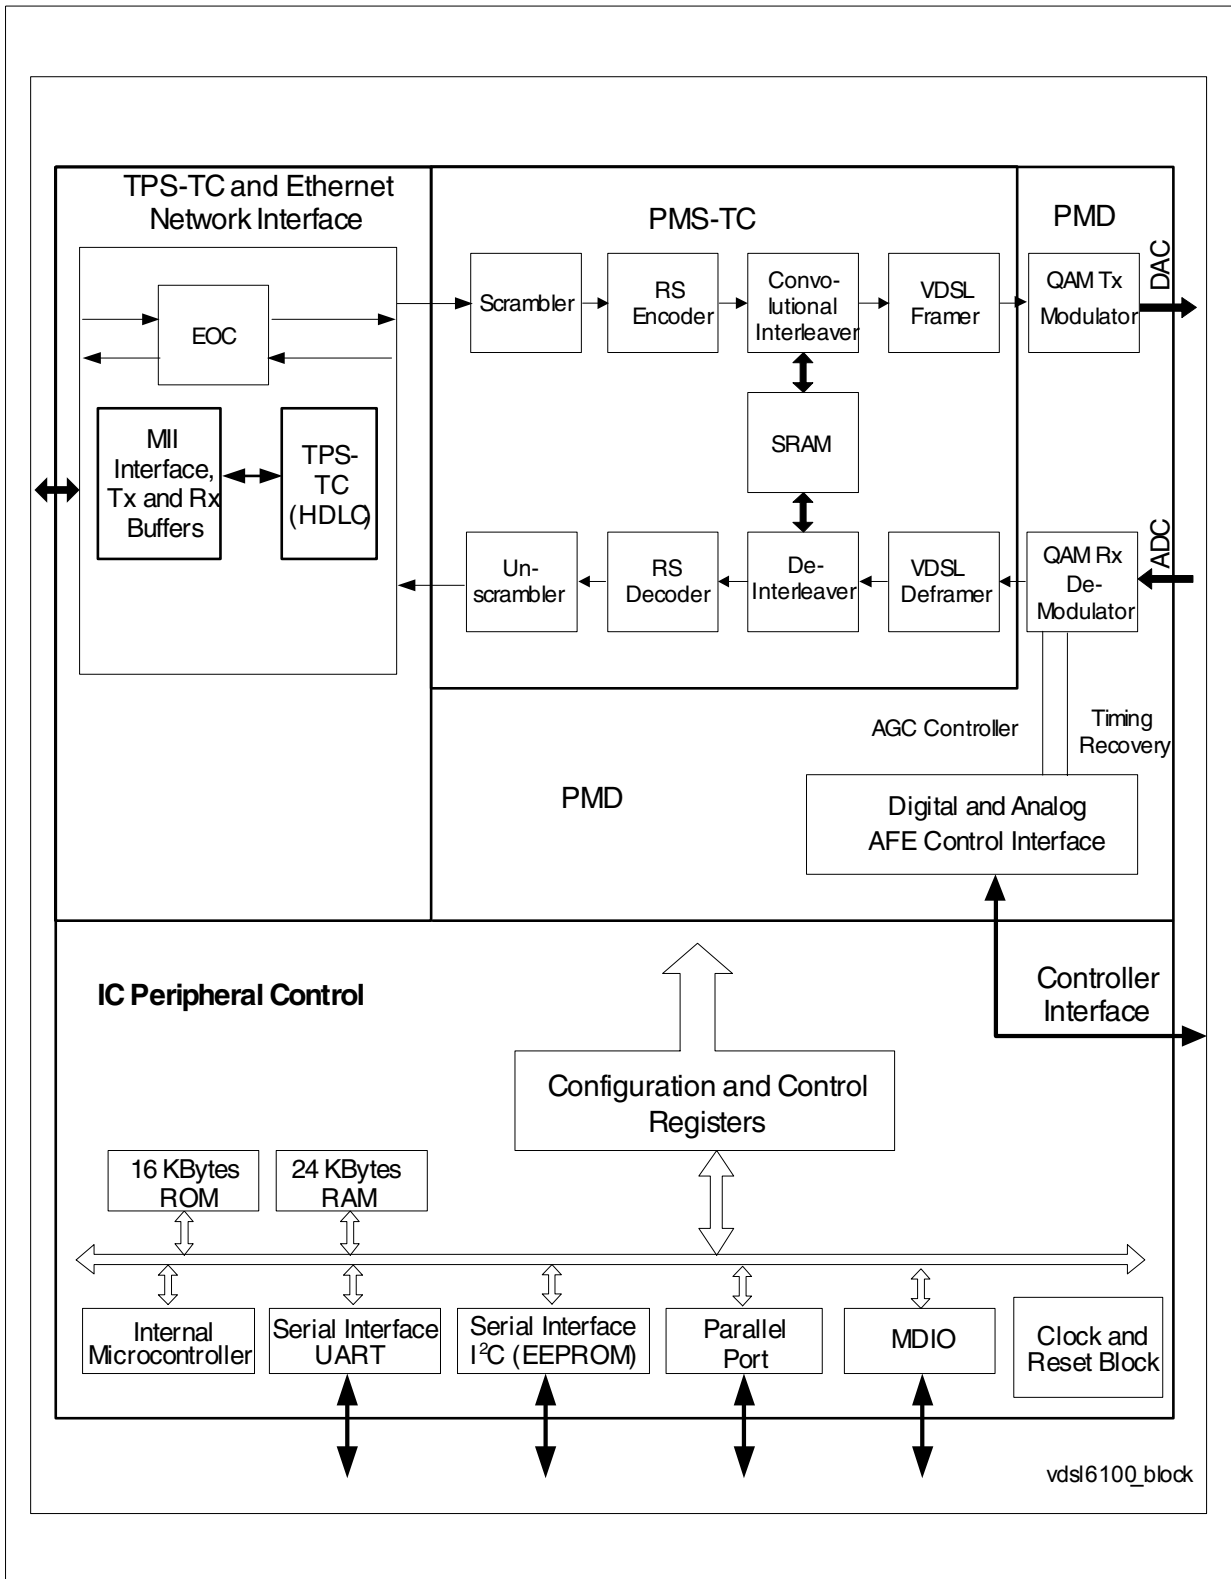 TPS-TC and Ethernet
Network Interface
PMS-TC
PMD
DAC
EOC
Scrambler
RS
Encoder
Convo-
lutional
Interleaver
VDSL
Framer
QAM Tx
Modulator
MII
Interface,
Tx and Rx
Buffers
TPS-
TC
(HDLC)
SRAM
ADC
Un-
scrambler
RS
Decoder
De-
Interleaver
VDSL
Deframer
QAM Rx
De-
Modulator
AGC Controller
Timing
Recovery
PMD
Digital and Analog
AFE Control Interface
IC Peripheral Control
Controller
Interface
Configuration and Control
Registers
16 KBytes
ROM
24 KBytes
RAM
Internal
Microcontroller
Serial Interface
UART
Serial Interface
I²C (EEPROM)
Parallel
Port
MDIO
Clock and
Reset Block
vdsl6100_block